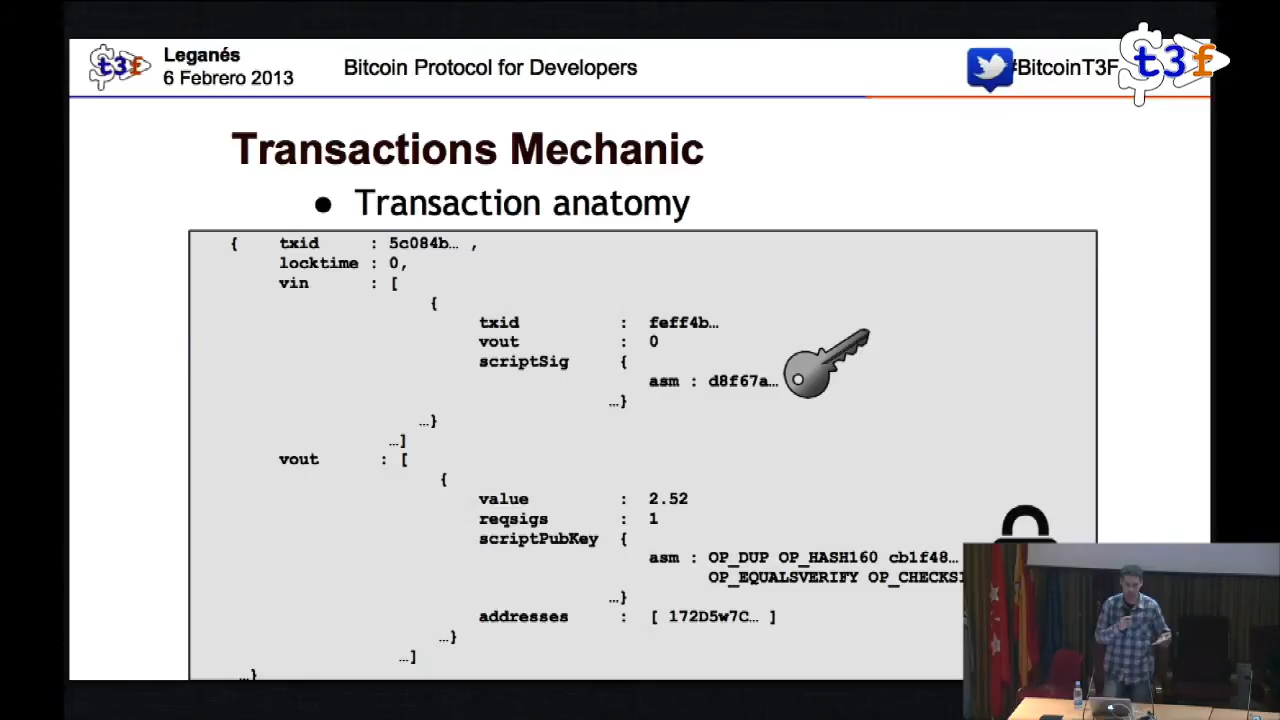 t3f
Leganés
6 Febrero 2013
Bitcoin Protocol for Developers
#BitcoinT3F
t3f
Transactions Mechanic
● Transaction anatomy
{ txid : 5c084b… ,
locktime : 0,
vin : [
{
txid : feff4b…
vout : 0
scriptSig {
asm : d8f67a…
…}
…}
…]
vout : [
{
value : 2.52
reqsigs : 1
scriptPubKey {
asm : OP_DUP OP_HASH160 cb1f48…
OP_EQUALSVERIFY OP_CHECKSI
…}
addresses : [ 172D5w7C… ]
…}
…]
…}